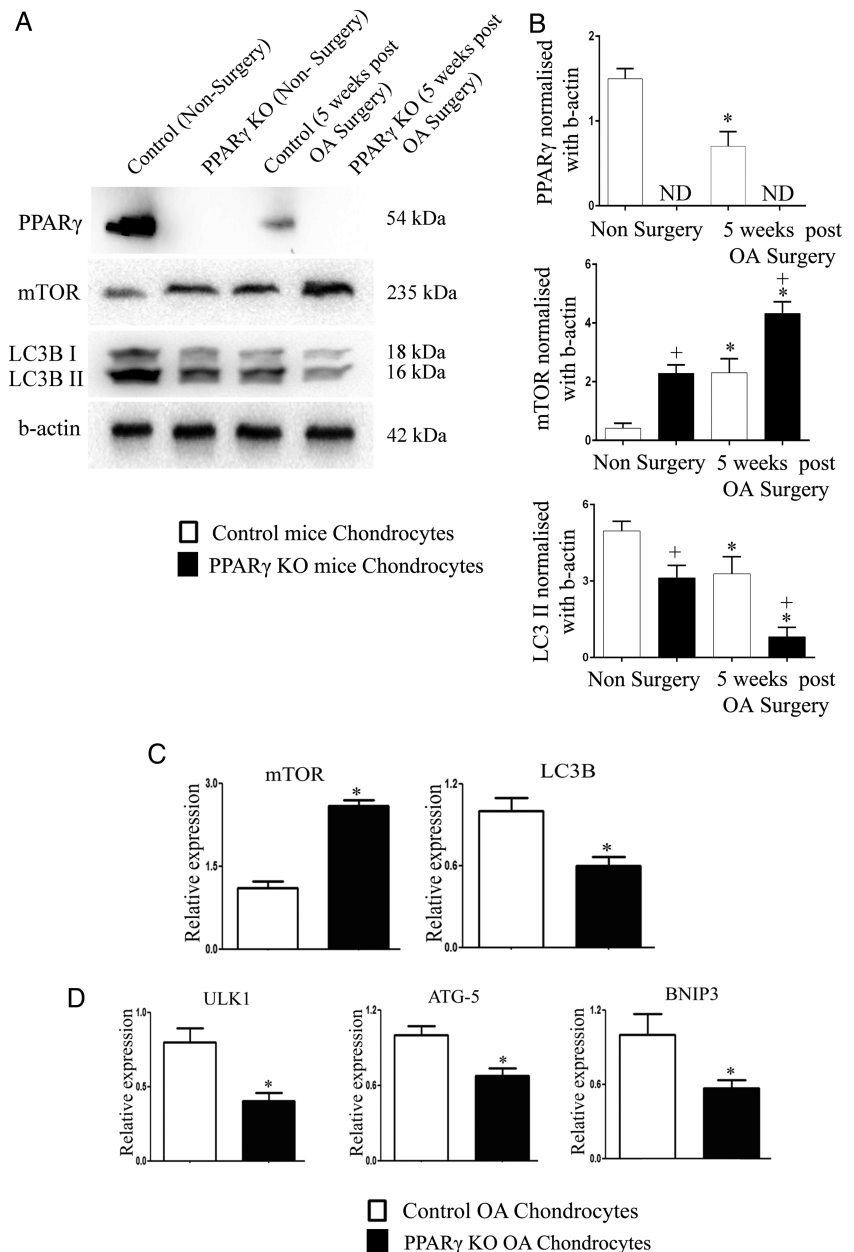 A
Control (Non-Surgery)
PPARγ KO (Non- Surgery)
Control (5 weeks post
OA Surgery)
PPARγ KO (5 weeks post
OA Surgery)
PPARγ
54 kDa
mTOR
235 kDa
LC3B I
18 kDa
LC3B II
16 kDa
b-actin
42 kDa
Control mice Chondrocytes
PPARγ KO mice Chondrocytes
B
PPARγ normalised
with b-actin
2
1
0
*
ND
ND
Non Surgery
5 weeks post
OA Surgery
mTOR normalised
with b-actin
6
4
2
0
+
*
+
*
Non Surgery
5 weeks post
OA Surgery
LC3 II normalised
with b-actin
6
3
0
+
*
+
*
Non Surgery
5 weeks post
OA Surgery
C
mTOR
Relative expression
3.0
1.5
0.0
*
LC3B
Relative expression
1.2
0.6
0.0
*
D
ULK1
Relative expression
1.0
0.5
0.0
*
ATG-5
Relative expression
1.2
0.6
0.0
*
BNIP3
Relative expression
1.2
0.6
0.0
*
Control OA Chondrocytes
PPARγ KO OA Chondrocytes